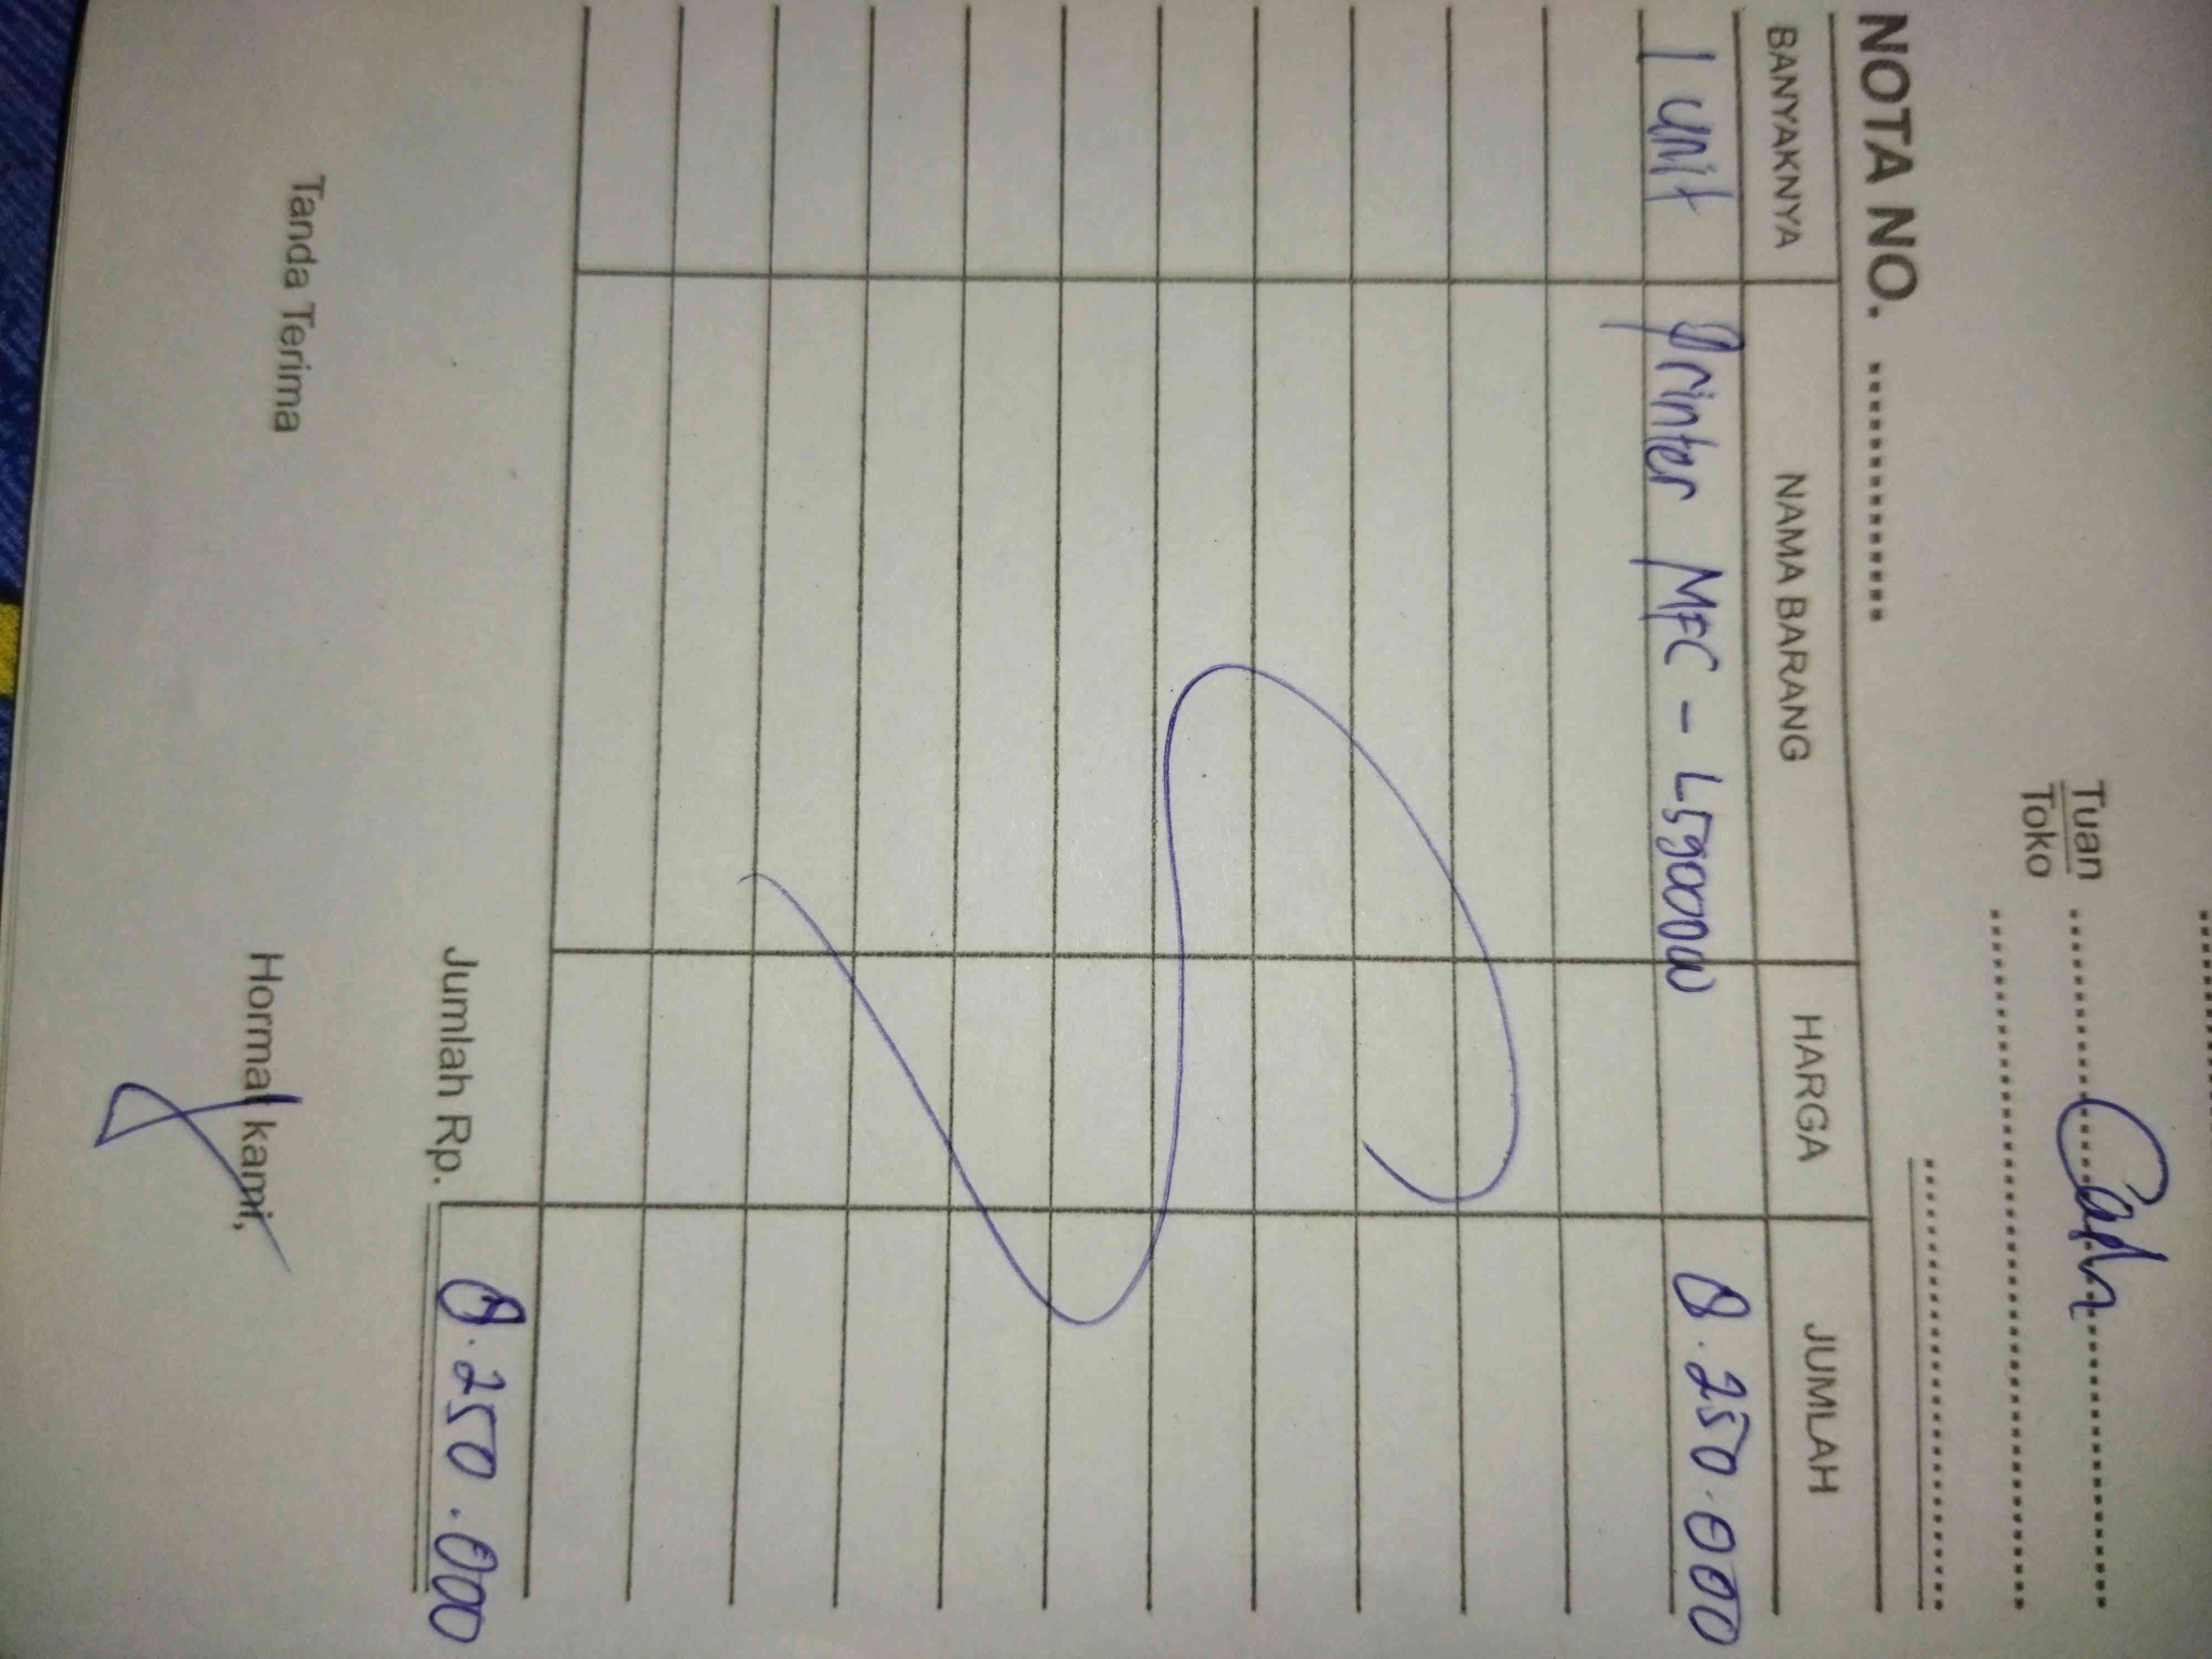 Tuan Cash
Toko
NOTA NO.
BANYAKNYA NAMA BARANG HARGA JUMLAH
1 unit Printer MFC - L5900DW 8.250.000
Jumlah Rp. 8.250.000
Tanda Terima Hormat kami,